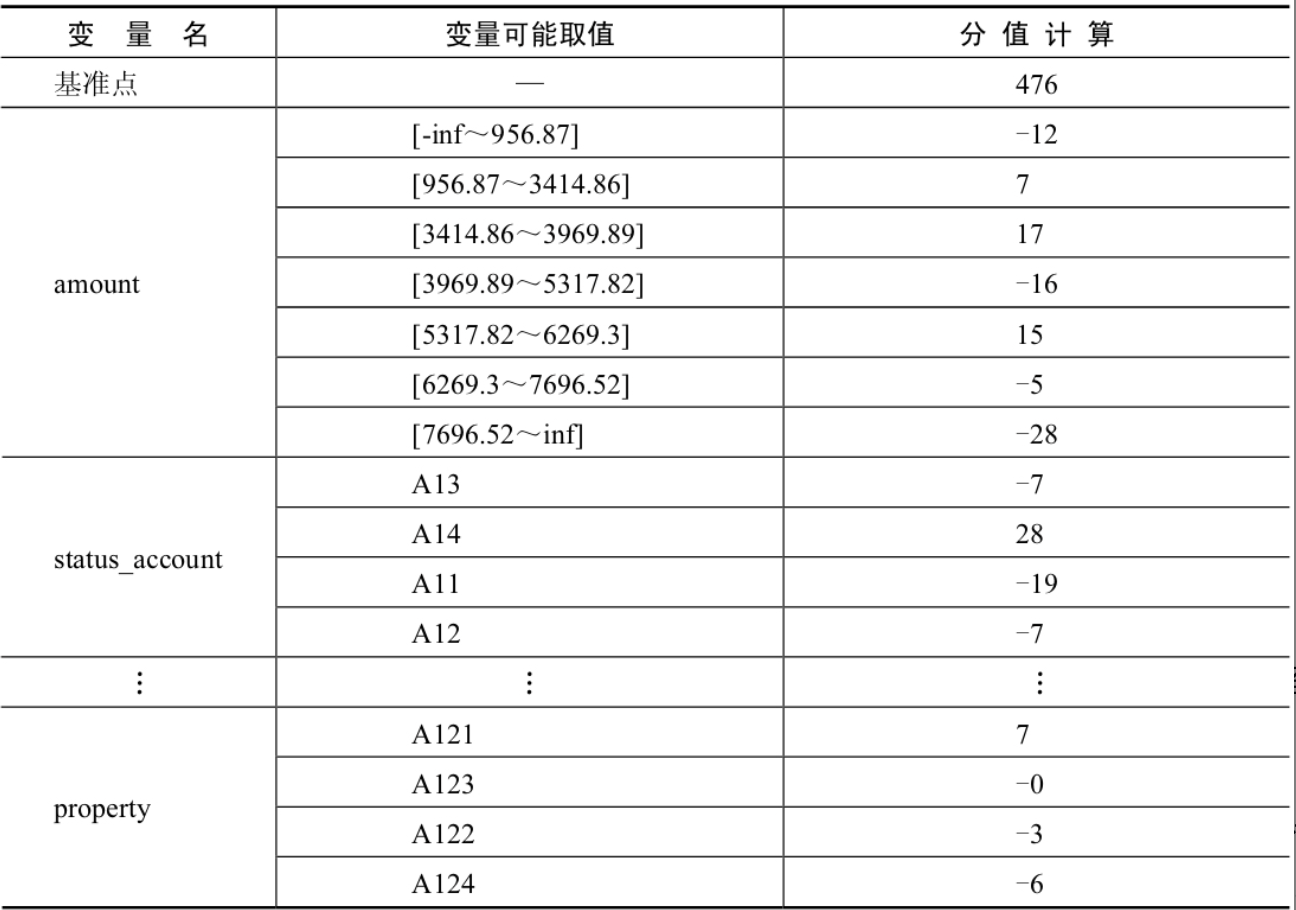 变 量 名 变量可能取值 分 值 计 算
基准点 — 476
amount
[-inf～956.87] -12
[956.87～3414.86] 7
[3414.86～3969.89] 17
[3969.89～5317.82] -16
[5317.82～6269.3] 15
[6269.3～7696.52] -5
[7696.52～inf] -28
status_account
A13 -7
A14 28
A11 -19
A12 -7
⋮ ⋮ ⋮
property
A121 7
A123 -0
A122 -3
A124 -6